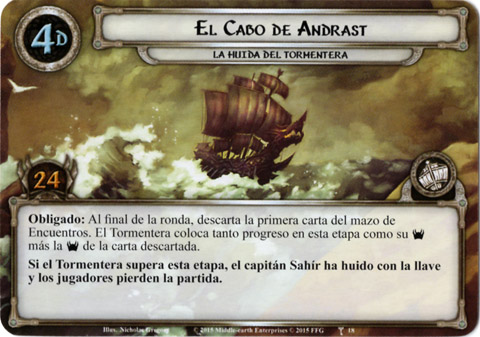 4D
EL CABO DE ANDRAST
LA HUIDA DEL TORMENTERA
24
Obligado: Al final de la ronda, descarta la primera carta del mazo de
Encuentros. El Tormentera coloca tanto progreso en esta etapa como su
más la de la carta descartada.
Si el Tormentera supera esta etapa, el capitán Sahír ha huido con la llave
y los jugadores pierden la partida.
Illus. Nicholas Gregory
© 2015 Middle-earth Enterprises © 2015 FFG
18